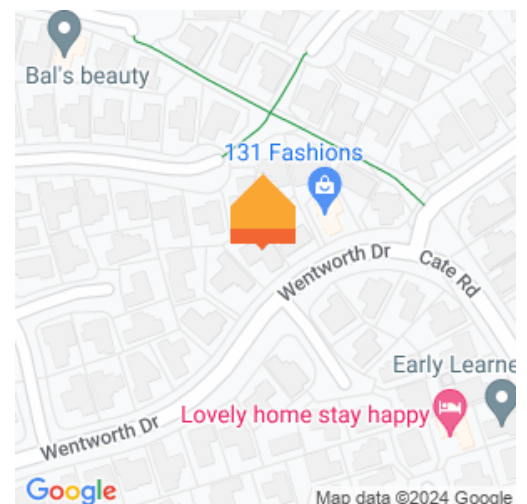 Bal's beauty
131 Fashions
Wentworth Dr
Cate Rd
Early Learne
Lovely home stay happy
Wentworth Dr
Google
Map data ©2024 Google